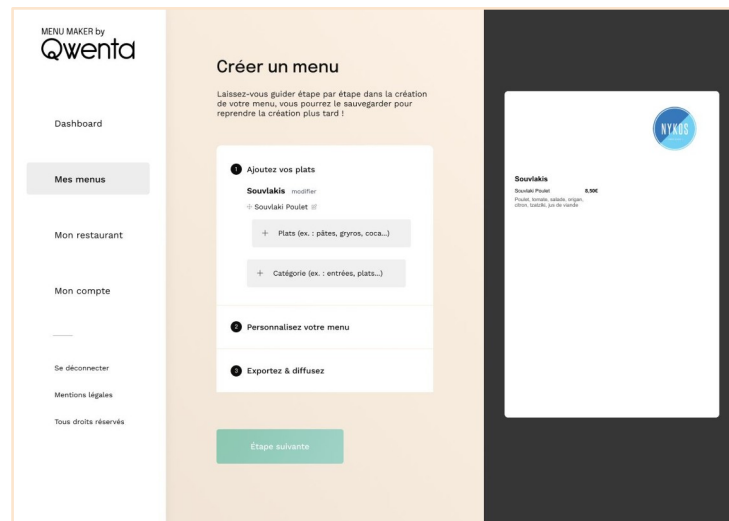 MENU MAKER by
Qwenta
Dashboard
Mes menus
Mon restaurant
Mon compte
Se déconnecter
Mentions légales
Tous droits réservés
Créer un menu
Laissez-vous guider étape par étape dans la création
de votre menu, vous pourrez le sauvegarder pour
reprendre la création plus tard !
1 Ajoutez vos plats
Souvlakis modifier
Souvlaki Poulet
+ Plats (ex. : pâtes, gryros, coca...)
+ Catégorie (ex. : entrées, plats...)
2 Personnalisez votre menu
3 Exportez & diffusez
Étape suivante
NYKOS
Souvlakis
Souvlaki Poulet 8,50€
Poulet, tomate, salade, origan,
citron, tzatziki, jus de viande